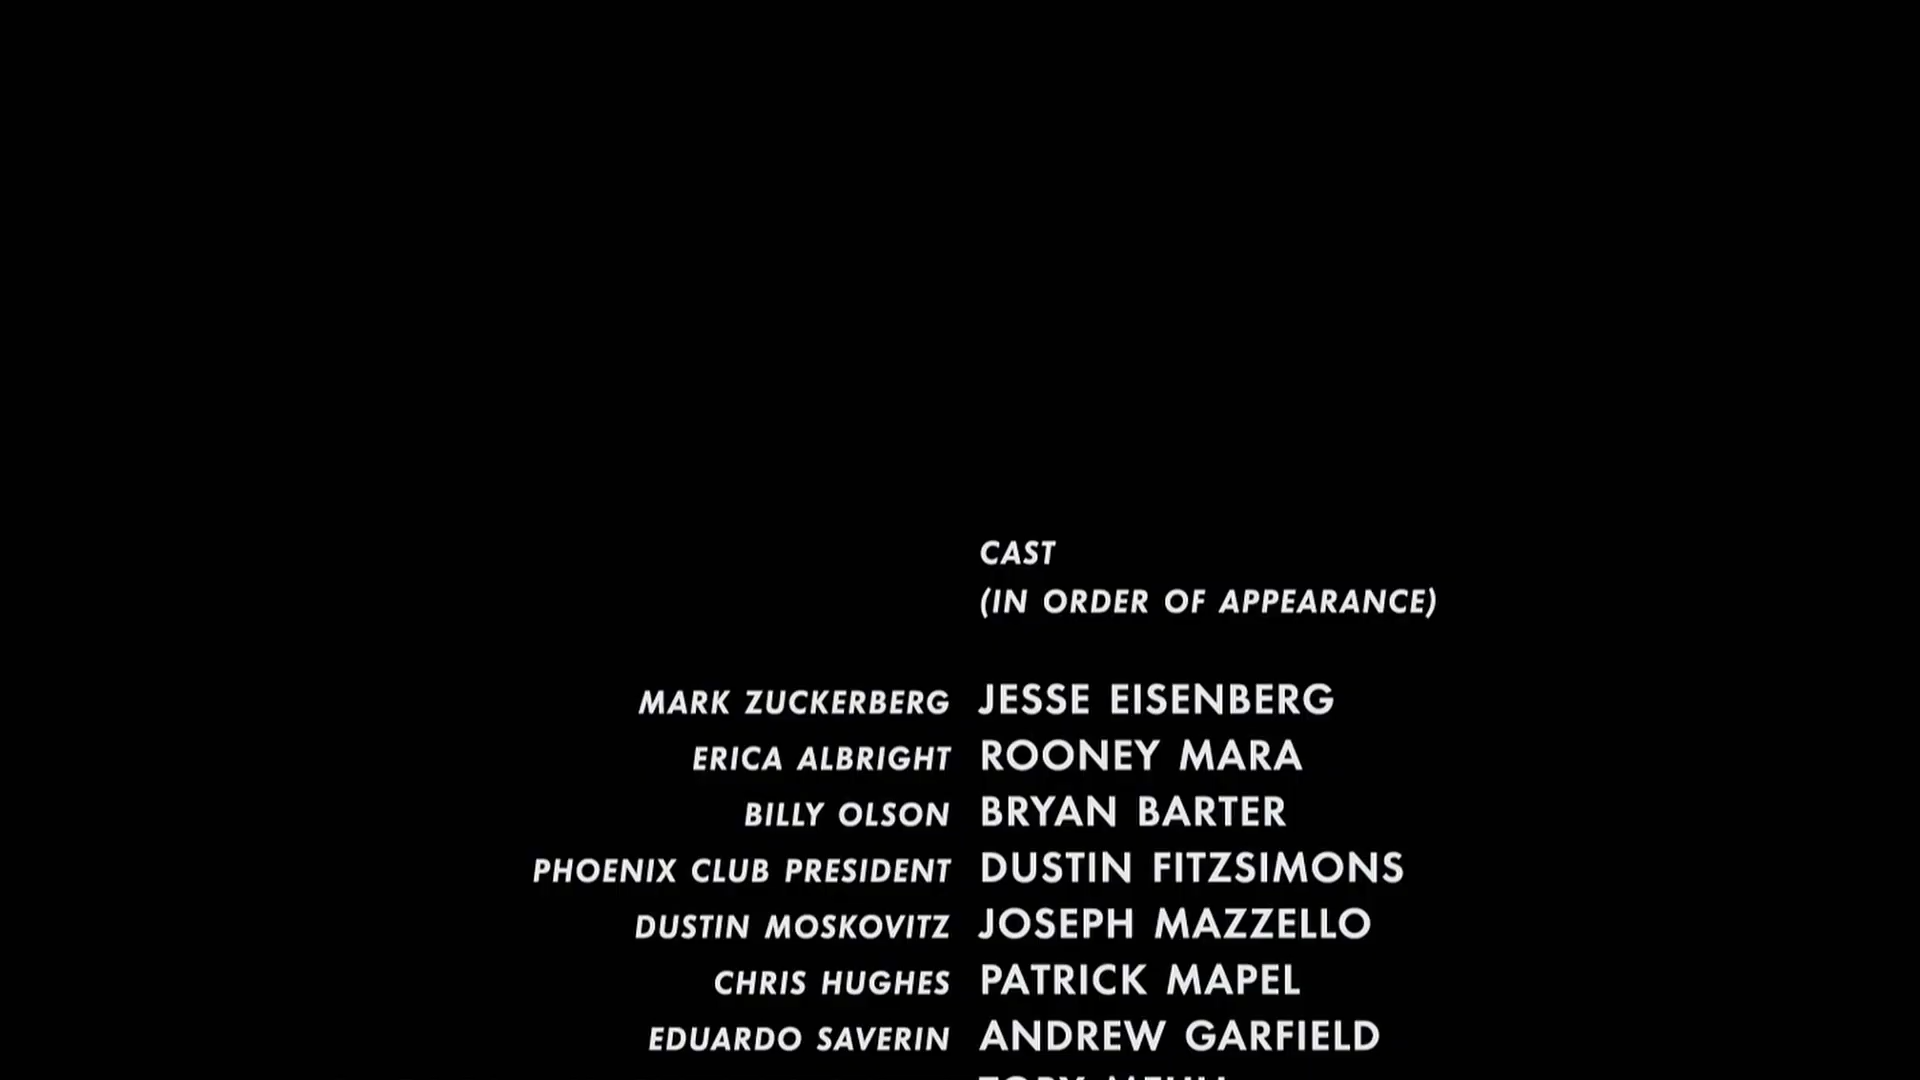 CAST
(IN ORDER OF APPEARANCE)
MARK ZUCKERBERG JESSE EISENBERG
ERICA ALBRIGHT ROONEY MARA
BILLY OLSON BRYAN BARTER
PHOENIX CLUB PRESIDENT DUSTIN FITZSIMONS
DUSTIN MOSKOVITZ JOSEPH MAZZELLO
CHRIS HUGHES PATRICK MAPEL
EDUARDO SAVERIN ANDREW GARFIELD